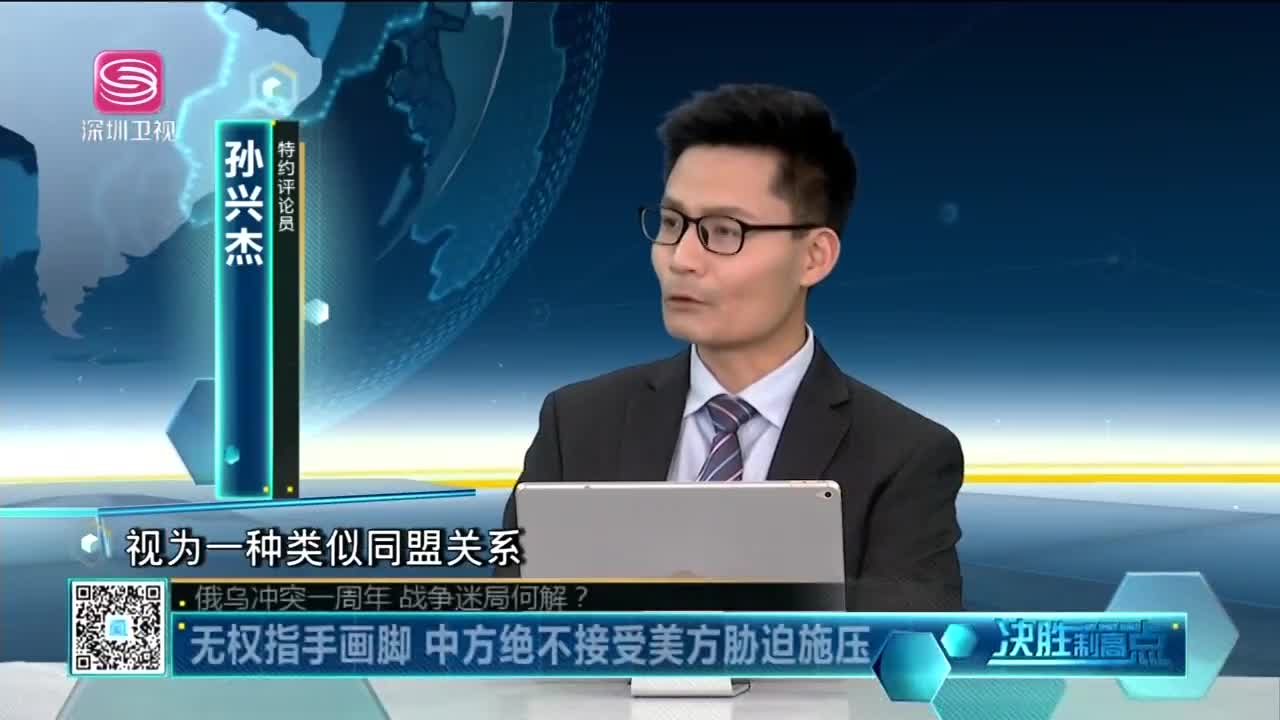 深圳卫视
孙兴杰
特约评论员
视为一种类似同盟关系
俄乌冲突一周年 战争迷局何解？
无权指手画脚 中方绝不接受美方胁迫施压
决胜制高点